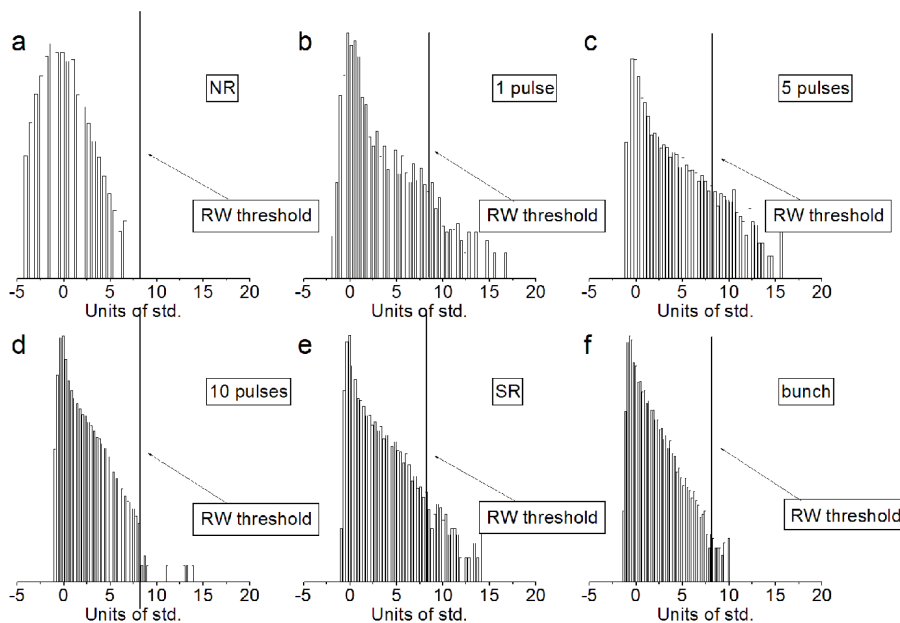 a
NR
RW threshold
-5 0 5 10 15 20
Units of std.
b
1 pulse
RW threshold
-5 0 5 10 15 20
Units of std.
c
5 pulses
RW threshold
-5 0 5 10 15 20
Units of std.
d
10 pulses
RW threshold
-5 0 5 10 15 20
Units of std.
e
SR
RW threshold
-5 0 5 10 15 20
Units of std.
f
bunch
RW threshold
-5 0 5 10 15 20
Units of std.